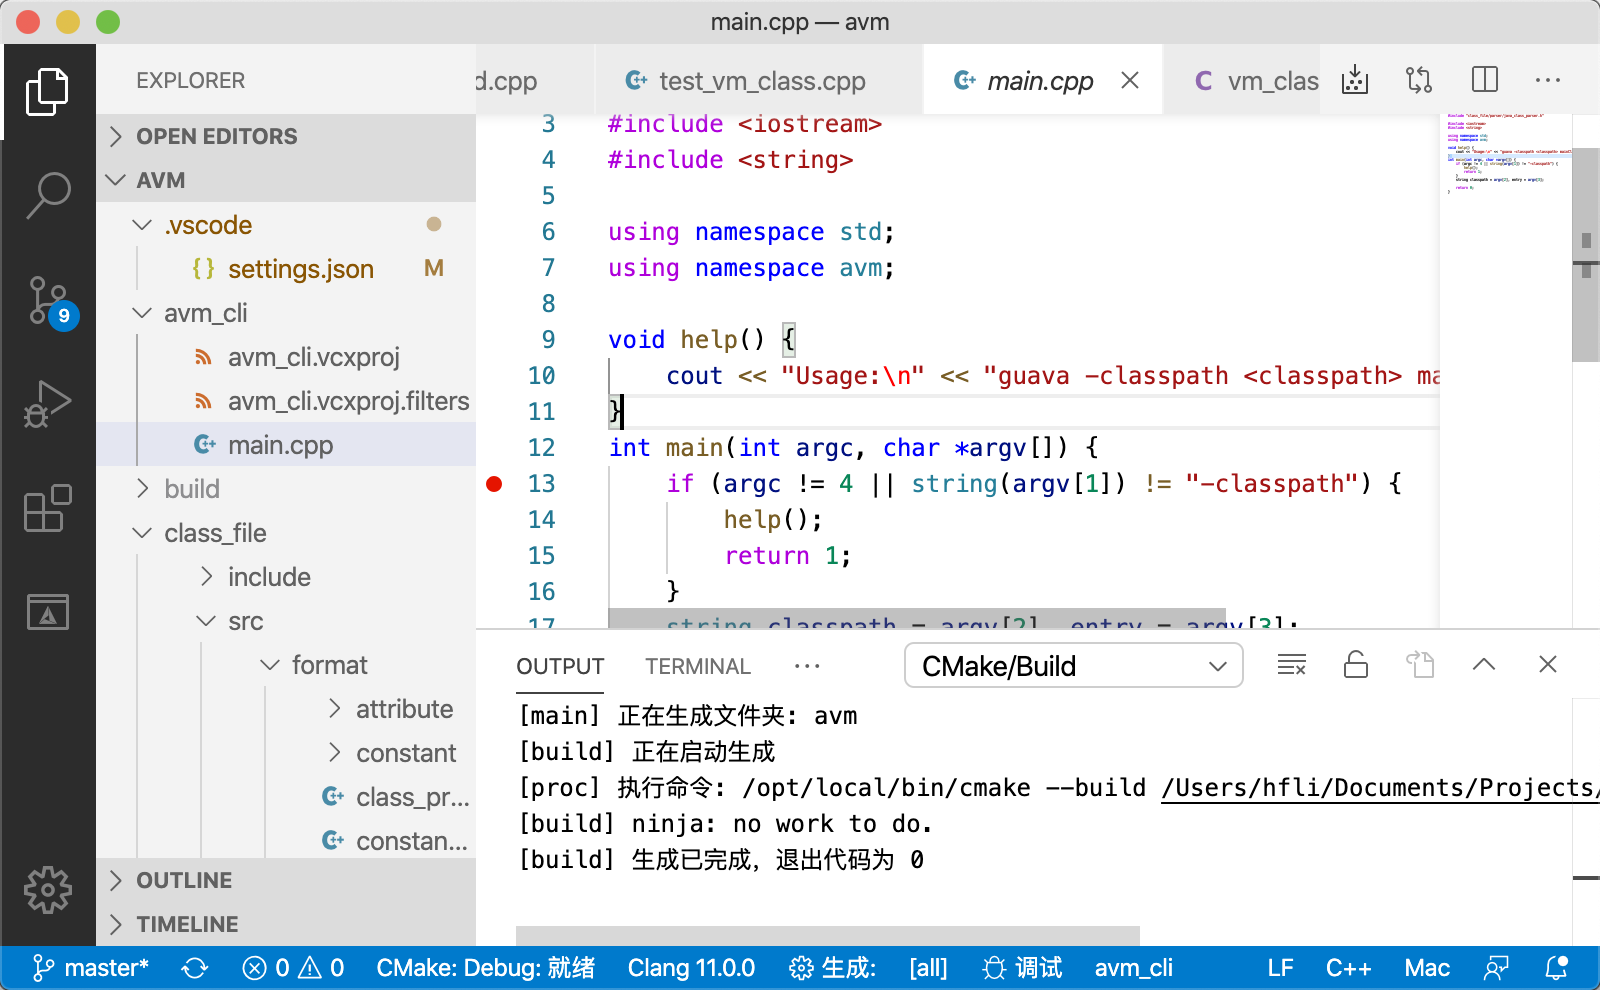 main.cpp — avm
EXPLORER
OPEN EDITORS
AVM
.vscode
{} settings.json M
avm_cli
avm_cli.vcxproj
avm_cli.vcxproj.filters
main.cpp
build
class_file
include
src
format
attribute
constant
class_pr...
constan...
OUTLINE
TIMELINE
9
d.cpp test_vm_class.cpp main.cpp C vm_clas
3 #include <iostream>
4 #include <string>
5
6 using namespace std;
7 using namespace avm;
8
9 void help() {
10 cout << "Usage:\n" << "guava -classpath <classpath> ma
11 }
12 int main(int argc, char *argv[]) {
13 if (argc != 4 || string(argv[1]) != "-classpath") {
14 help();
15 return 1;
16 }
17 string classpath = argv[2], entry = argv[3];
OUTPUT TERMINAL ... CMake/Build
[main] 正在生成文件夹: avm
[build] 正在启动生成
[proc] 执行命令: /opt/local/bin/cmake --build /Users/hfli/Documents/Projects/
[build] ninja: no work to do.
[build] 生成已完成，退出代码为 0
master* 0 0 CMake: Debug: 就绪 Clang 11.0.0 生成: [all] 调试 avm_cli LF C++ Mac